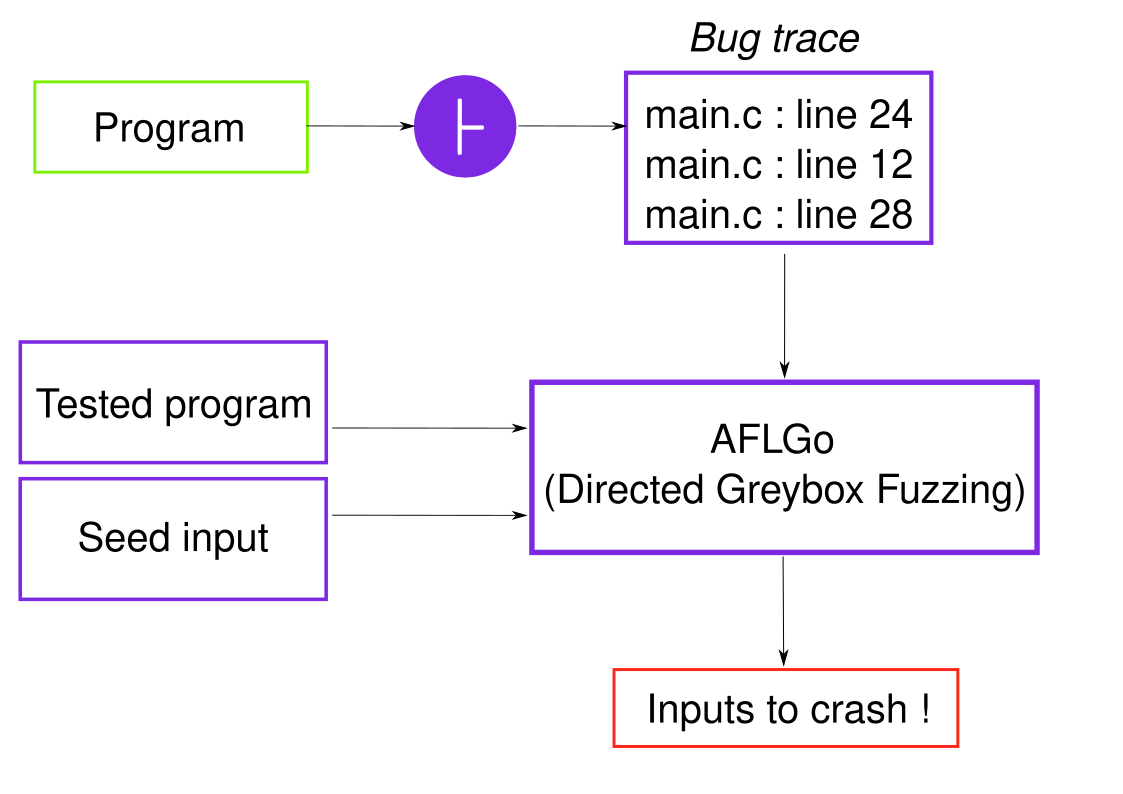 Bug trace
Program
⊢
main.c : line 24
main.c : line 12
main.c : line 28
Tested program
Seed input
AFLGo
(Directed Greybox Fuzzing)
Inputs to crash !